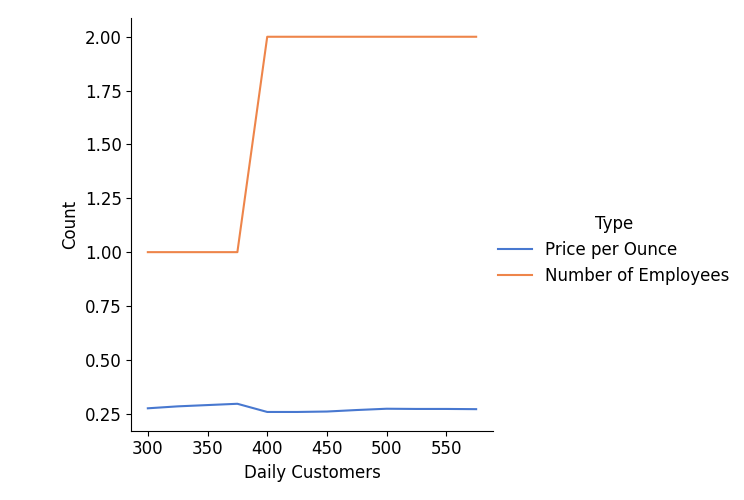 2.00
1.75
1.50
1.25
1.00
0.75
0.50
0.25
Count
300 350 400 450 500 550
Daily Customers
Type
Price per Ounce
Number of Employees